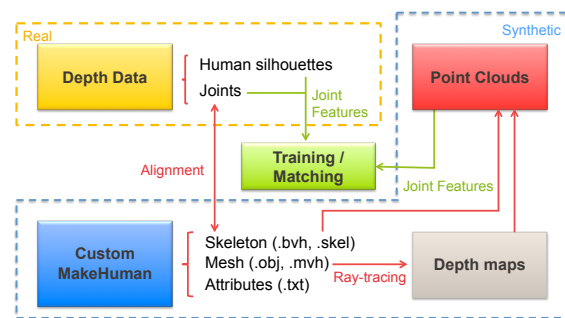 Real
Synthetic
Depth Data
Human silhouettes
Joints
Joint
Features
Point Clouds
Alignment
Training /
Matching
Joint Features
Custom
MakeHuman
Skeleton (.bvh, .skel)
Mesh (.obj, .mvh)
Attributes (.txt)
Ray-tracing
Depth maps